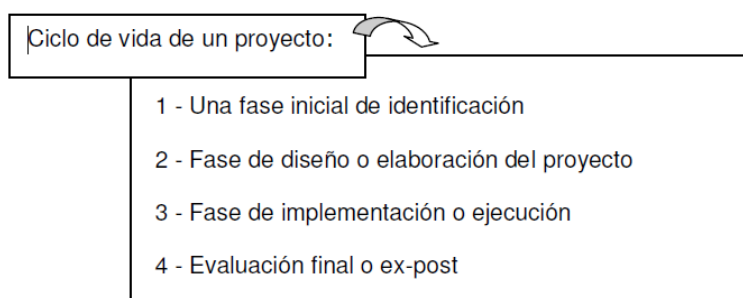 Ciclo de vida de un proyecto:
1 - Una fase inicial de identificación
2 - Fase de diseño o elaboración del proyecto
3 - Fase de implementación o ejecución
4 - Evaluación final o ex-post